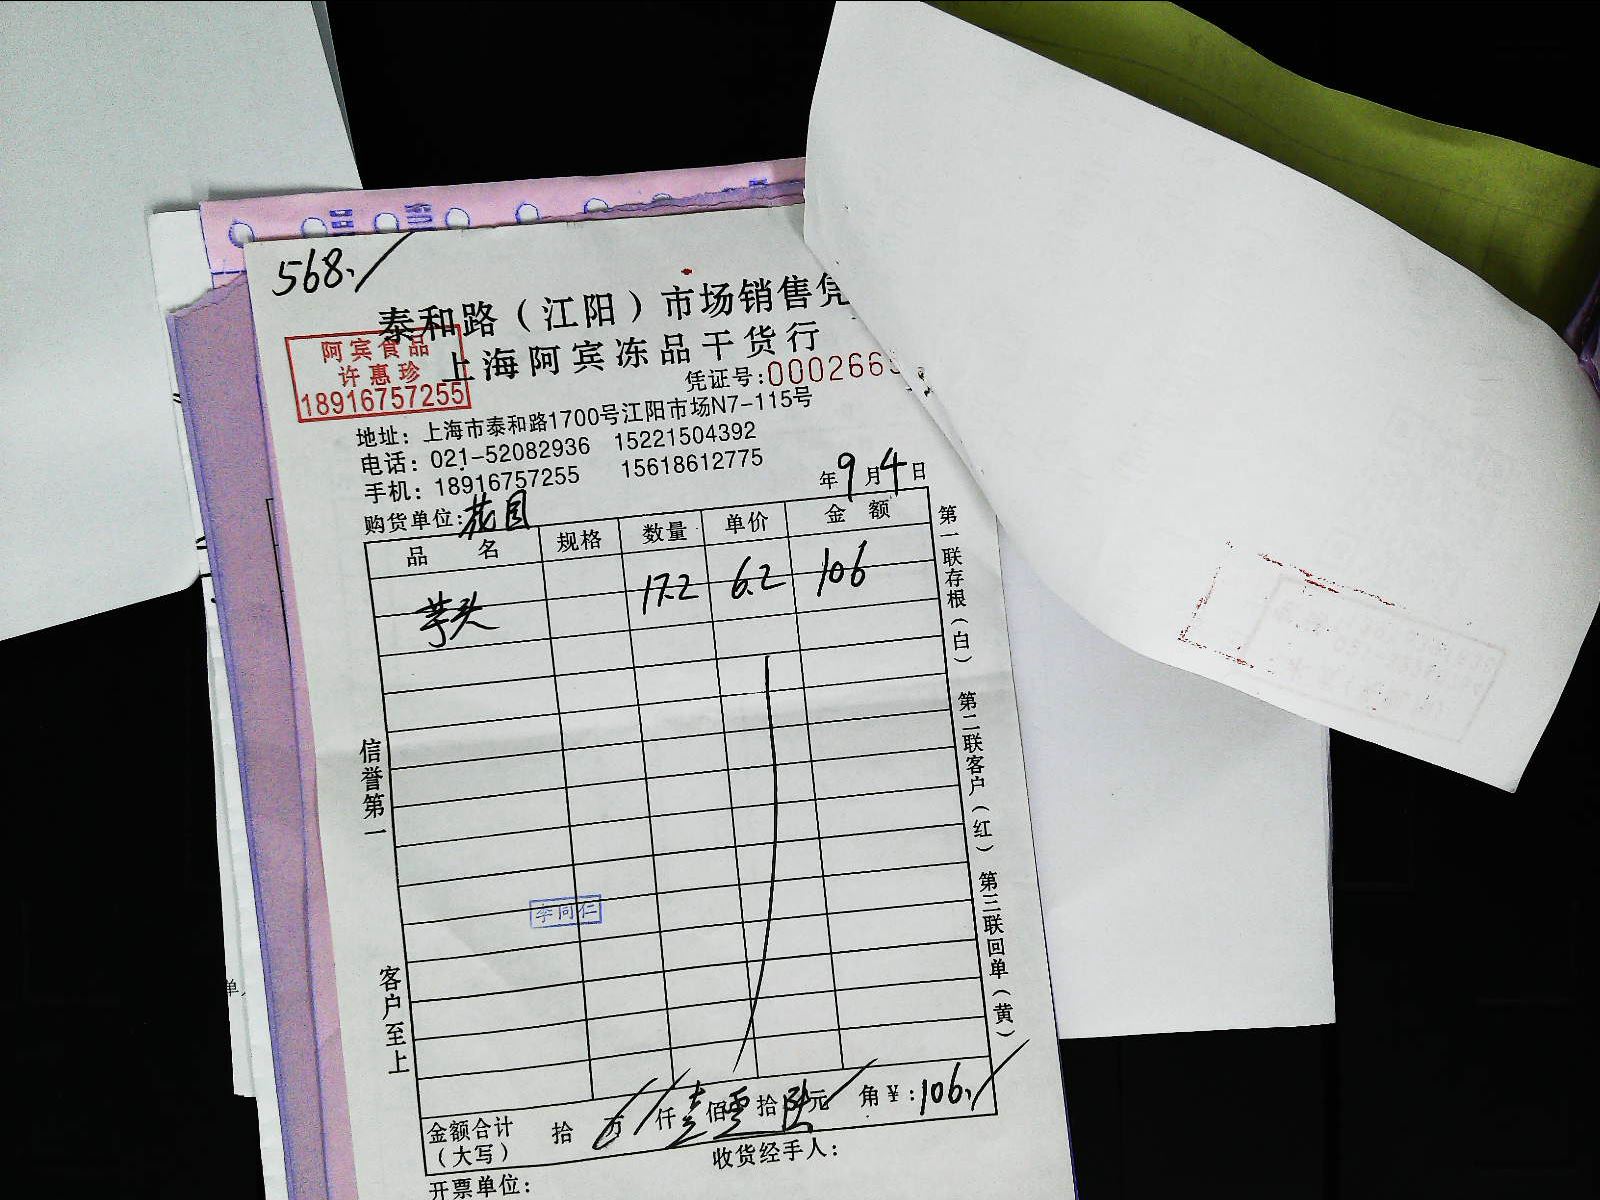 568.
泰和路（江阳）市场销售凭
上海阿宾冻品干货行
阿宾食品
许惠珍
18916757255
凭证号:0002665
地址：上海市泰和路1700号江阳市场N7-115号
电话：021-52082936 15221504392
手机：18916757255 15618612775
年9月4日
购货单位:花园
品名 规格 数量 单价 金额
芋头 17.2 6.2 106
第一联存根（白） 第二联客户（红） 第三联回单（黄）
信誉第一
客户至上
李同仁
金额合计（大写） 拾 万 仟 壹佰零拾陆元 角 ￥:106.
收货经手人：
开票单位：